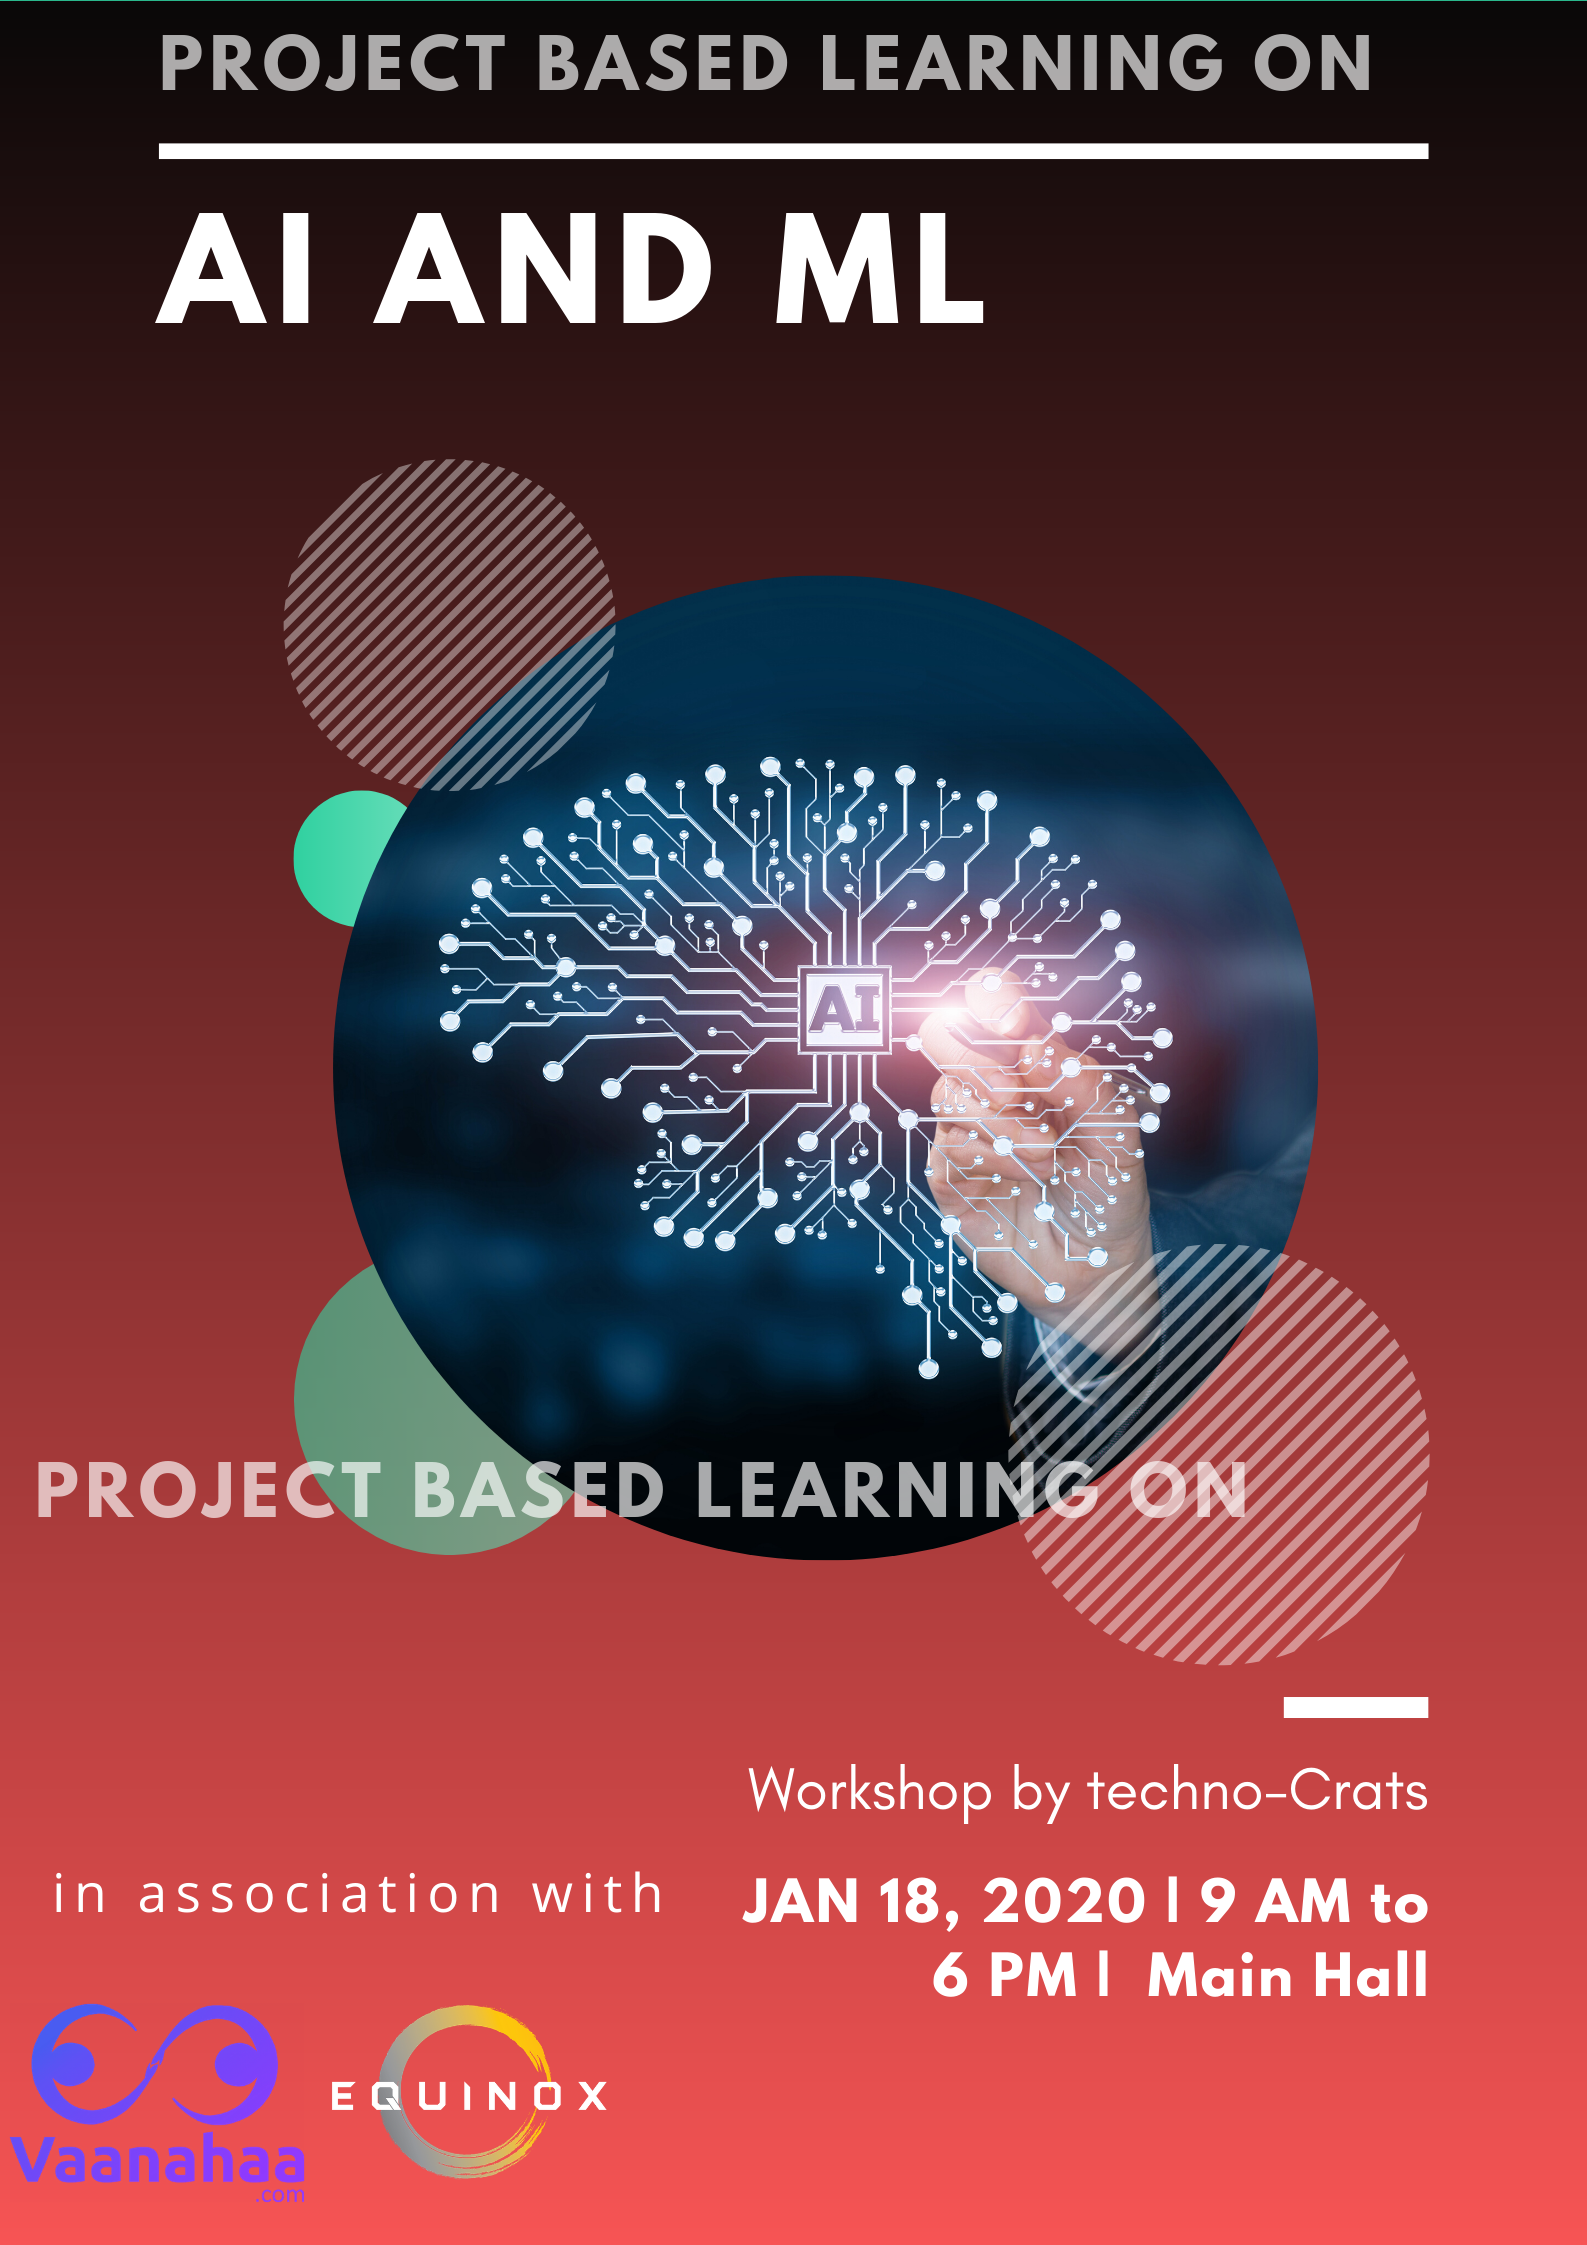 PROJECT BASED LEARNING ON
AI AND ML
AI
PROJECT BASED LEARNING ON
Workshop by techno-Crats
in association with
JAN 18, 2020 | 9 AM to
6 PM | Main Hall
Vaanahaa
.com
EQUINOX